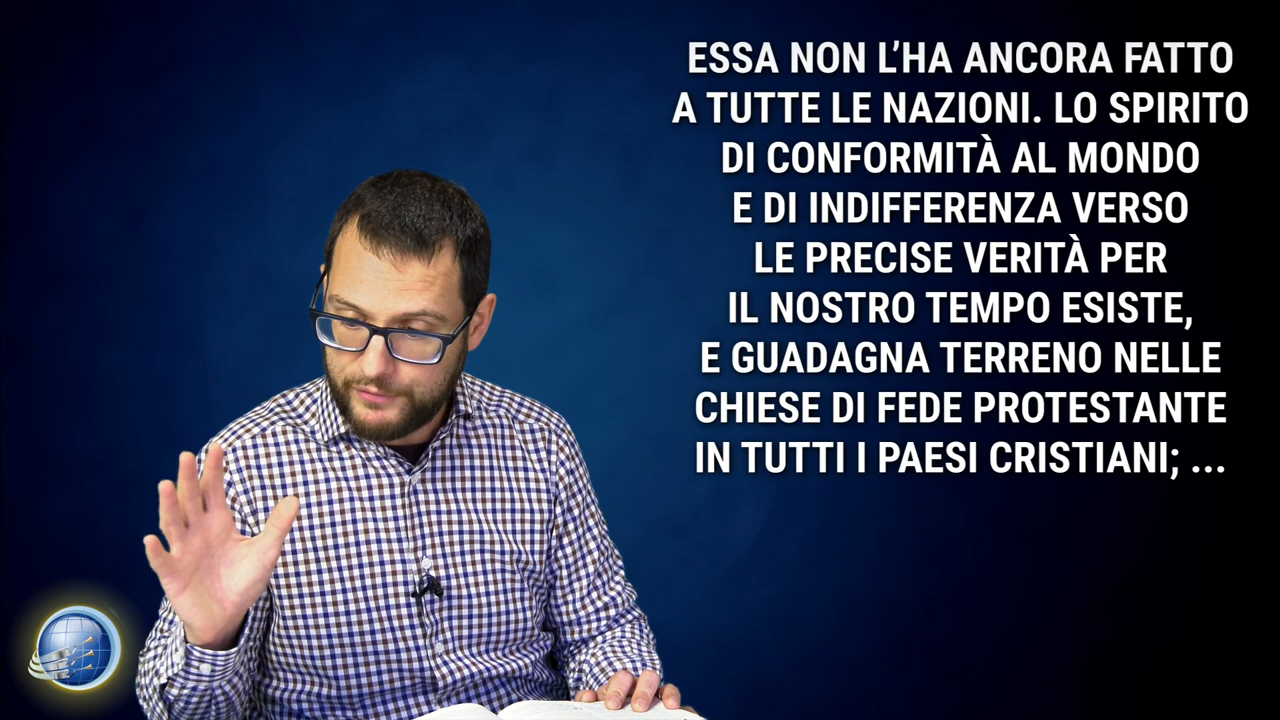 ESSA NON L’HA ANCORA FATTO
A TUTTE LE NAZIONI. LO SPIRITO
DI CONFORMITÀ AL MONDO
E DI INDIFFERENZA VERSO
LE PRECISE VERITÀ PER
IL NOSTRO TEMPO ESISTE,
E GUADAGNA TERRENO NELLE
CHIESE DI FEDE PROTESTANTE
IN TUTTI I PAESI CRISTIANI; ...